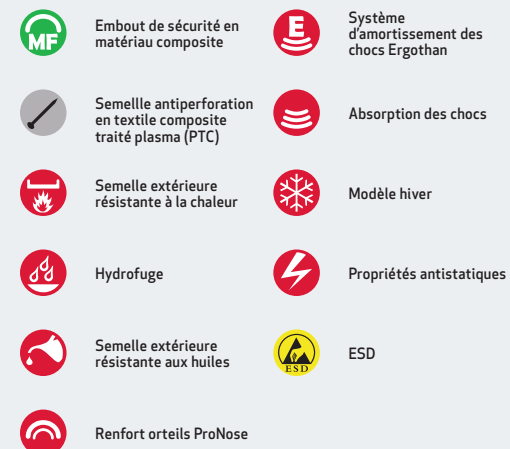 MF
Embout de sécurité en
matériau composite
Semellle antiperforation
en textile composite
traité plasma (PTC)
Semelle extérieure
résistante à la chaleur
Hydrofuge
Semelle extérieure
résistante aux huiles
Renfort orteils ProNose
E
Système
d'amortissement des
chocs Ergothan
Absorption des chocs
Modèle hiver
Propriétés antistatiques
ESD
ESD